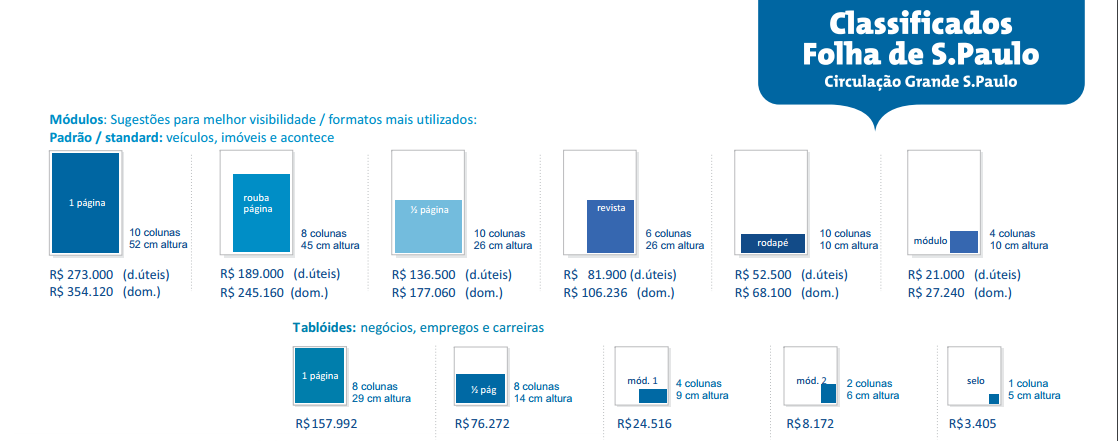 Classificados
Folha de S.Paulo
Circulação Grande S.Paulo
Módulos: Sugestões para melhor visibilidade / formatos mais utilizados:
Padrão / standard: veículos, imóveis e acontece
1 página
10 colunas
52 cm altura
R$ 273.000 (d.úteis)
R$ 354.120 (dom.)
rouba
página
8 colunas
45 cm altura
R$ 189.000 (d.úteis)
R$ 245.160 (dom.)
½ página
10 colunas
26 cm altura
R$ 136.500 (d.úteis)
R$ 177.060 (dom.)
revista
6 colunas
26 cm altura
R$ 81.900 (d.úteis)
R$ 106.236 (dom.)
rodapé
10 colunas
10 cm altura
R$ 52.500 (d.úteis)
R$ 68.100 (dom.)
módulo
4 colunas
10 cm altura
R$ 21.000 (d.úteis)
R$ 27.240 (dom.)
Tablóides: negócios, empregos e carreiras
1 página
8 colunas
29 cm altura
R$157.992
½ pág
8 colunas
14 cm altura
R$76.272
mód. 1
4 colunas
9 cm altura
R$24.516
mód. 2
2 colunas
6 cm altura
R$8.172
selo
1 coluna
5 cm altura
R$3.405